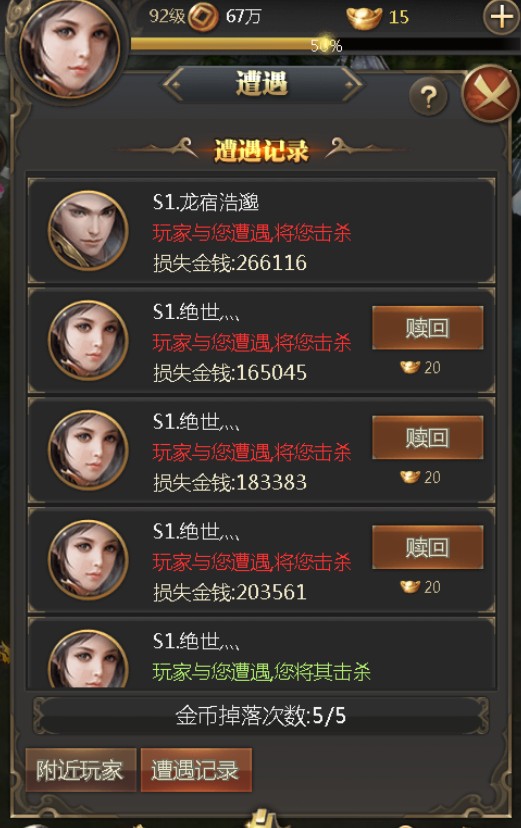 92级 67万 15
50%
遭遇
?
遭遇记录
S1.龙宿浩邈
玩家与您遭遇,将您击杀
损失金钱:266116
S1.绝世灬
玩家与您遭遇,将您击杀
赎回
损失金钱:165045
20
S1.绝世灬
玩家与您遭遇,将您击杀
赎回
损失金钱:183383
20
S1.绝世灬
玩家与您遭遇,将您击杀
赎回
损失金钱:203561
20
S1.绝世灬
玩家与您遭遇,您将其击杀
金币掉落次数:5/5
附近玩家 遭遇记录